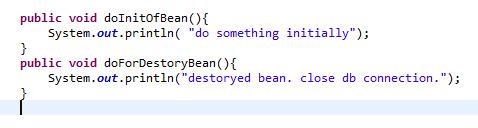 public void doInitOfBean(){
    System.out.println( "do something initially");
}
public void doForDestoryBean(){
    System.out.println("destoryed bean. close db connection.");
}